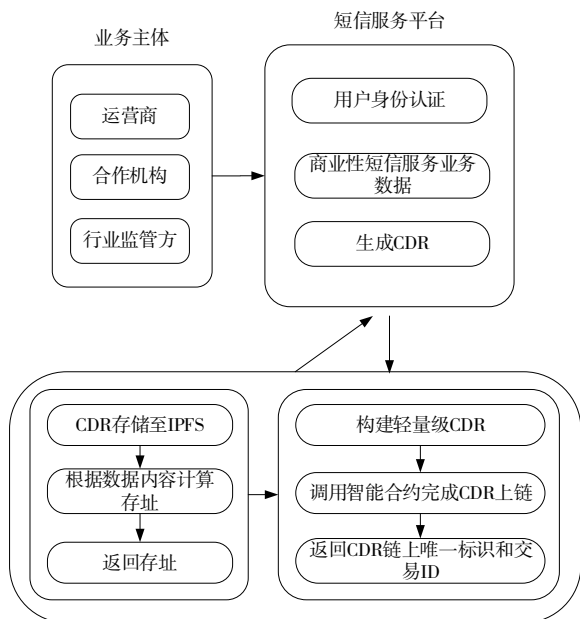 业务主体
短信服务平台
运营商
合作机构
行业监管方
用户身份认证
商业性短信服务业务
数据
生成CDR
CDR存储至IPFS
根据数据内容计算
存址
返回存址
构建轻量级CDR
调用智能合约完成CDR上链
返回CDR链上唯一标识和交
易ID